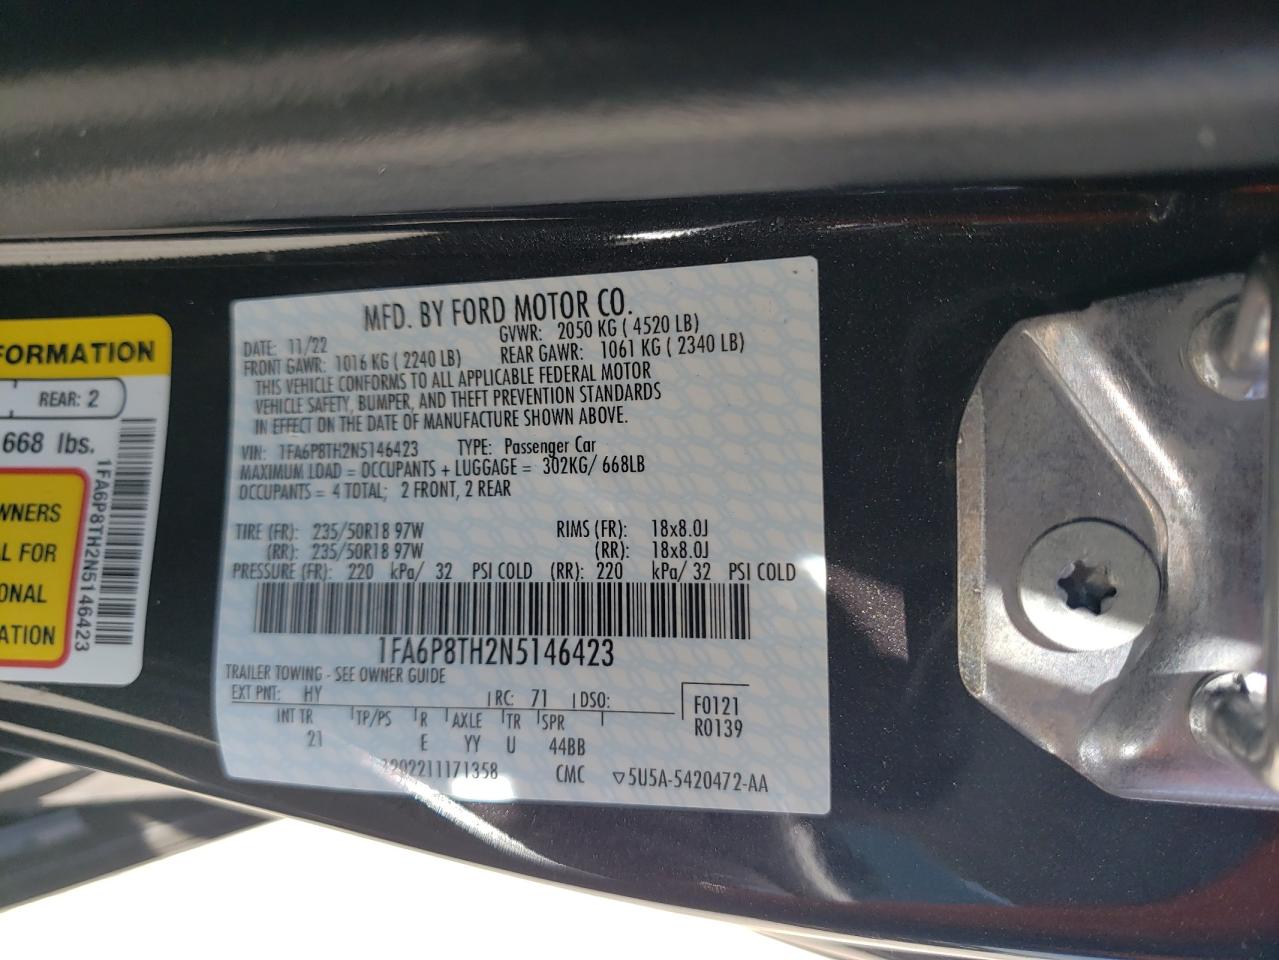 MFD. BY FORD MOTOR CO.
DATE: 11/22 GVWR: 2050 KG ( 4520 LB)
FRONT GAWR: 1016 KG ( 2240 LB) REAR GAWR: 1061 KG ( 2340 LB)
THIS VEHICLE CONFORMS TO ALL APPLICABLE FEDERAL MOTOR
VEHICLE SAFETY, BUMPER, AND THEFT PREVENTION STANDARDS
IN EFFECT ON THE DATE OF MANUFACTURE SHOWN ABOVE.
VIN: 1FA6P8TH2N5146423 TYPE: Passenger Car
MAXIMUM LOAD = OCCUPANTS + LUGGAGE = 302KG/ 668LB
OCCUPANTS = 4 TOTAL; 2 FRONT, 2 REAR
TIRE (FR): 235/50R18 97W RIMS (FR): 18x8.0J
(RR): 235/50R18 97W (RR): 18x8.0J
PRESSURE (FR): 220 kPa/ 32 PSI COLD (RR): 220 kPa/ 32 PSI COLD
1FA6P8TH2N5146423
TRAILER TOWING - SEE OWNER GUIDE
EXT PNT: HY RC: 71 DSO: F0121
INT TR TP/PS R AXLE TR SPR R0139
21 E YY U 44BB
202211171358 CMC ▽5U5A-5420472-AA
FORMATION
REAR: 2
668 lbs.
WNERS
AL FOR
ONAL
ATION
1FA6P8TH2N5146423